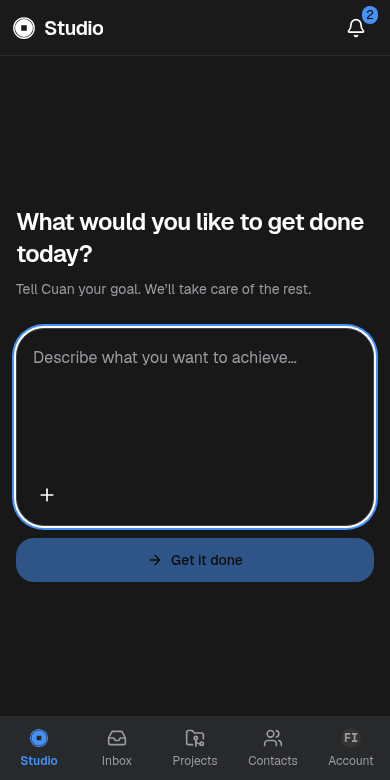 Studio
2
What would you like to get done
today?
Tell Cuan your goal. We'll take care of the rest.
Describe what you want to achieve...
Get it done
Studio
Inbox
Projects
Contacts
FI
Account